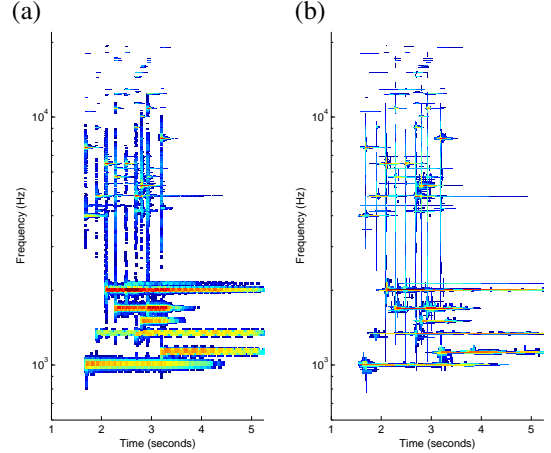 (a) (b)
Frequency (Hz) Frequency (Hz)
10^4 10^4
10^3 10^3
1 2 3 4 5 1 2 3 4 5
Time (seconds) Time (seconds)